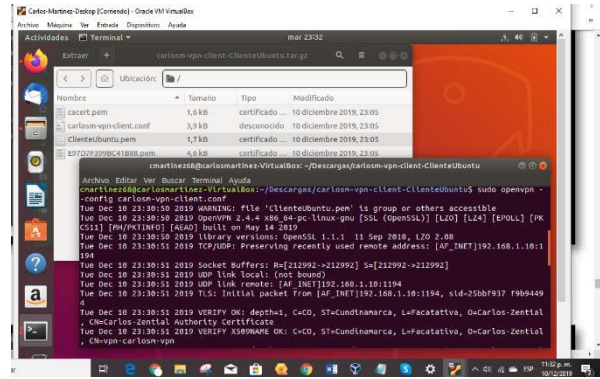 Carlos-Martinez-Deskop [Corriendo] - Oracle VM VirtualBox
Archivo Máquina Ver Entrada Dispositivos Ayuda
Actividades Terminal mar 23:32
Extraer + carlosm-vpn-client-ClienteUbuntu.tar.gz
Ubicación: /
Nombre Tamaño Tipo Modificado
cacert.pem 1,6 kB certificado ... 10 diciembre 2019, 23:05
carlosm-vpn-client.conf 3,9 kB desconocido 10 diciembre 2019, 23:05
ClienteUbuntu.pem 1,7 kB certificado ... 10 diciembre 2019, 23:05
E97D7F399BC41B88.pem 4,6 kB certificado ... 10 diciembre 2019, 23:05
cmartinez68@carlosmartinez-VirtualBox: ~/Descargas/carlosm-vpn-client-ClienteUbuntu
Archivo Editar Ver Buscar Terminal Ayuda
cmartinez68@carlosmartinez-VirtualBox:~/Descargas/carlosm-vpn-client-ClienteUbuntu$ sudo openvpn -
-config carlosm-vpn-client.conf
Tue Dec 10 23:30:50 2019 WARNING: file 'ClienteUbuntu.pem' is group or others accessible
Tue Dec 10 23:30:50 2019 OpenVPN 2.4.4 x86_64-pc-linux-gnu [SSL (OpenSSL)] [LZO] [LZ4] [EPOLL] [PK
CS11] [MH/PKTINFO] [AEAD] built on May 14 2019
Tue Dec 10 23:30:50 2019 library versions: OpenSSL 1.1.1 11 Sep 2018, LZO 2.08
Tue Dec 10 23:30:51 2019 TCP/UDP: Preserving recently used remote address: [AF_INET]192.168.1.10:1
194
Tue Dec 10 23:30:51 2019 Socket Buffers: R=[212992->212992] S=[212992->212992]
Tue Dec 10 23:30:51 2019 UDP link local: (not bound)
Tue Dec 10 23:30:51 2019 UDP link remote: [AF_INET]192.168.1.10:1194
Tue Dec 10 23:30:51 2019 TLS: Initial packet from [AF_INET]192.168.1.10:1194, sid=25bbf937 f9b9449
4
Tue Dec 10 23:30:51 2019 VERIFY OK: depth=1, C=CO, ST=Cundinamarca, L=Facatativa, O=Carlos-Zential
, CN=Carlos-Zential Authority Certificate
Tue Dec 10 23:30:51 2019 VERIFY X509NAME OK: C=CO, ST=Cundinamarca, L=Facatativa, O=Carlos-Zential
, CN=vpn-carlosm-vpn
ESP 11:32 p. m.
10/12/2019